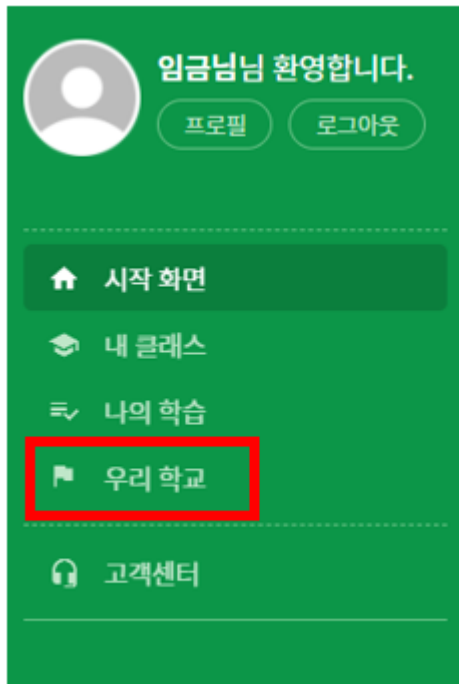 임금님님 환영합니다.
프로필 로그아웃
시작 화면
내 클래스
나의 학습
우리 학교
고객센터